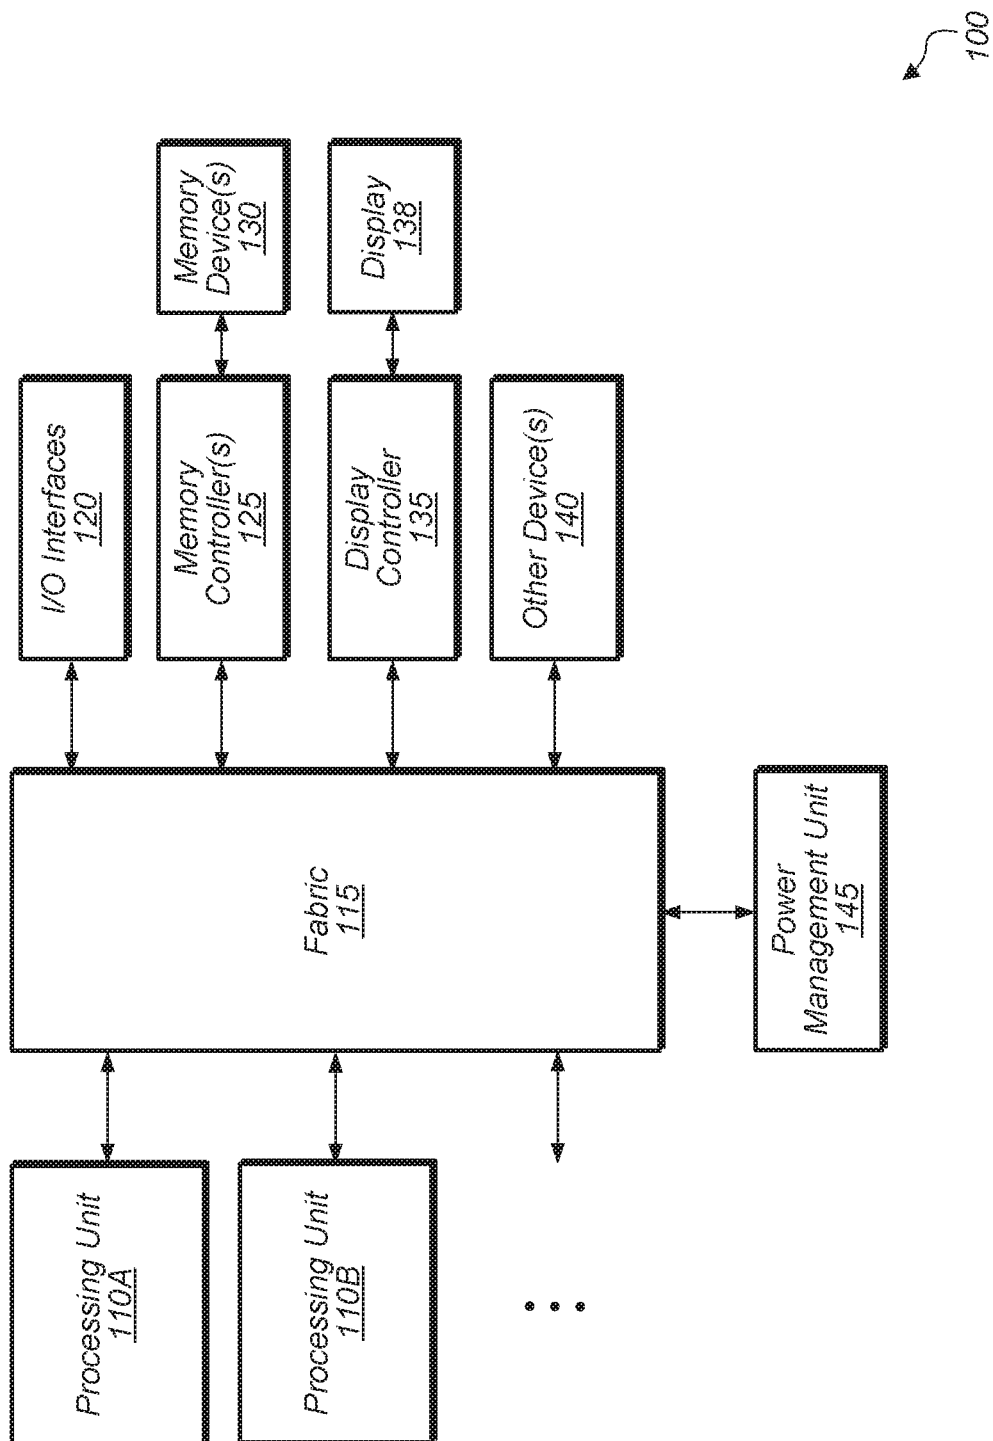 Processing Unit
110A
Processing Unit
110B
Fabric
115
Power
Management Unit
145
I/O Interfaces
120
Memory
Controller(s)
125
Display
Controller
135
Other Device(s)
140
Memory
Device(s)
130
Display
138
100